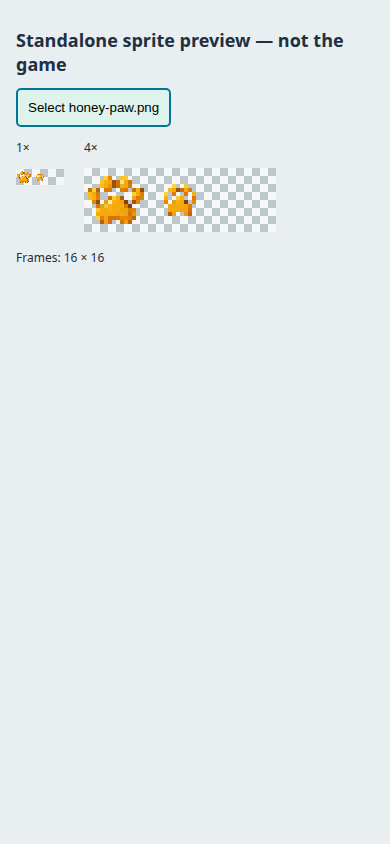 Standalone sprite preview — not the
game
Select honey-paw.png
1× 4×
Frames: 16 × 16